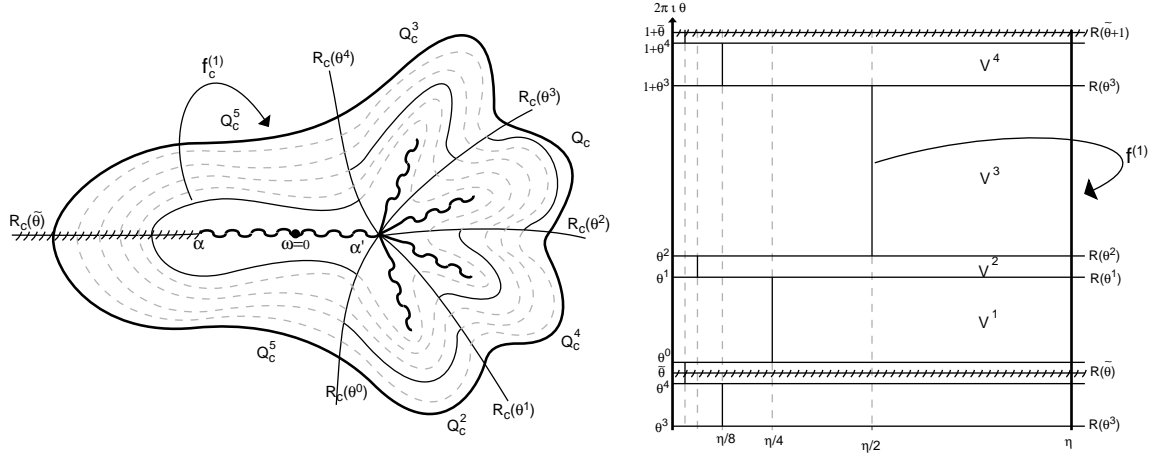 Q_c^3
R_c(θ^4)
f_c^{(1)}
R_c(θ^3)
Q_c^5
Q_c
R_c(θ̃)
R_c(θ^2)
α
ω=0
α'
Q_c^4
Q_c^5
R_c(θ^0)
R_c(θ^1)
Q_c^2
2π ι θ
1+θ̃
R(θ̃+1)
1+θ^4
V^4
1+θ^3
R(θ^3)
f^{(1)}
V^3
θ^2
R(θ^2)
V^2
θ^1
R(θ^1)
V^1
θ^0
θ̃
R(θ̃)
θ^4
θ^3
R(θ^3)
η/8
η/4
η/2
η